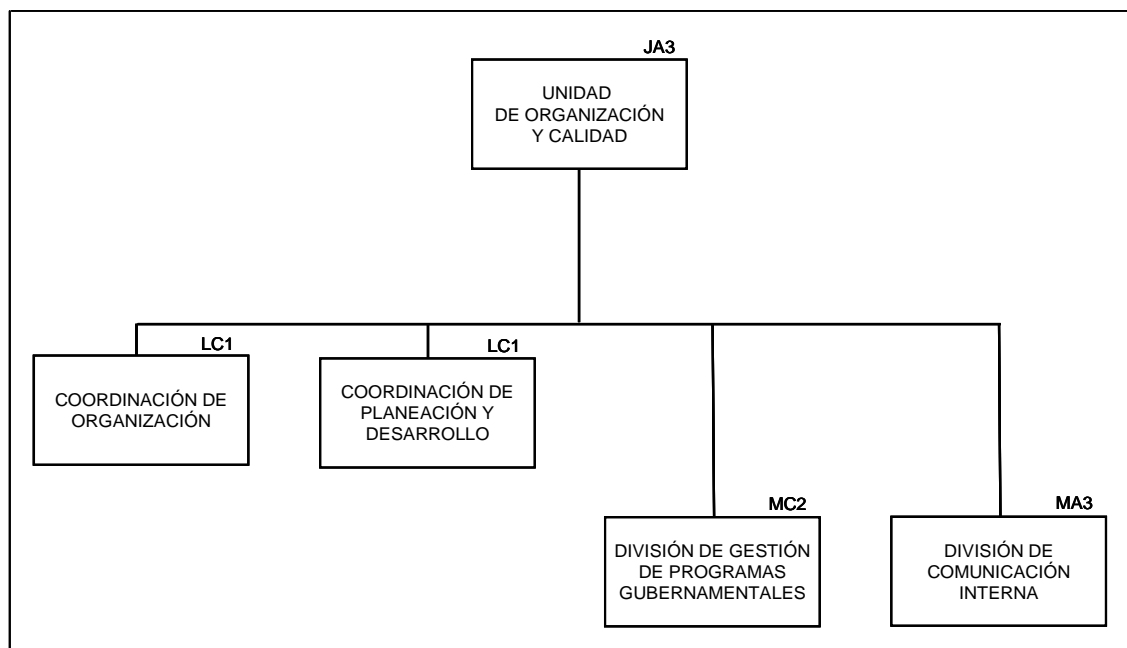 JA3
UNIDAD
DE ORGANIZACIÓN
Y CALIDAD
LC1
COORDINACIÓN DE
ORGANIZACIÓN
LC1
COORDINACIÓN DE
PLANEACIÓN Y
DESARROLLO
MC2
DIVISIÓN DE GESTIÓN
DE PROGRAMAS
GUBERNAMENTALES
MA3
DIVISIÓN DE
COMUNICACIÓN
INTERNA